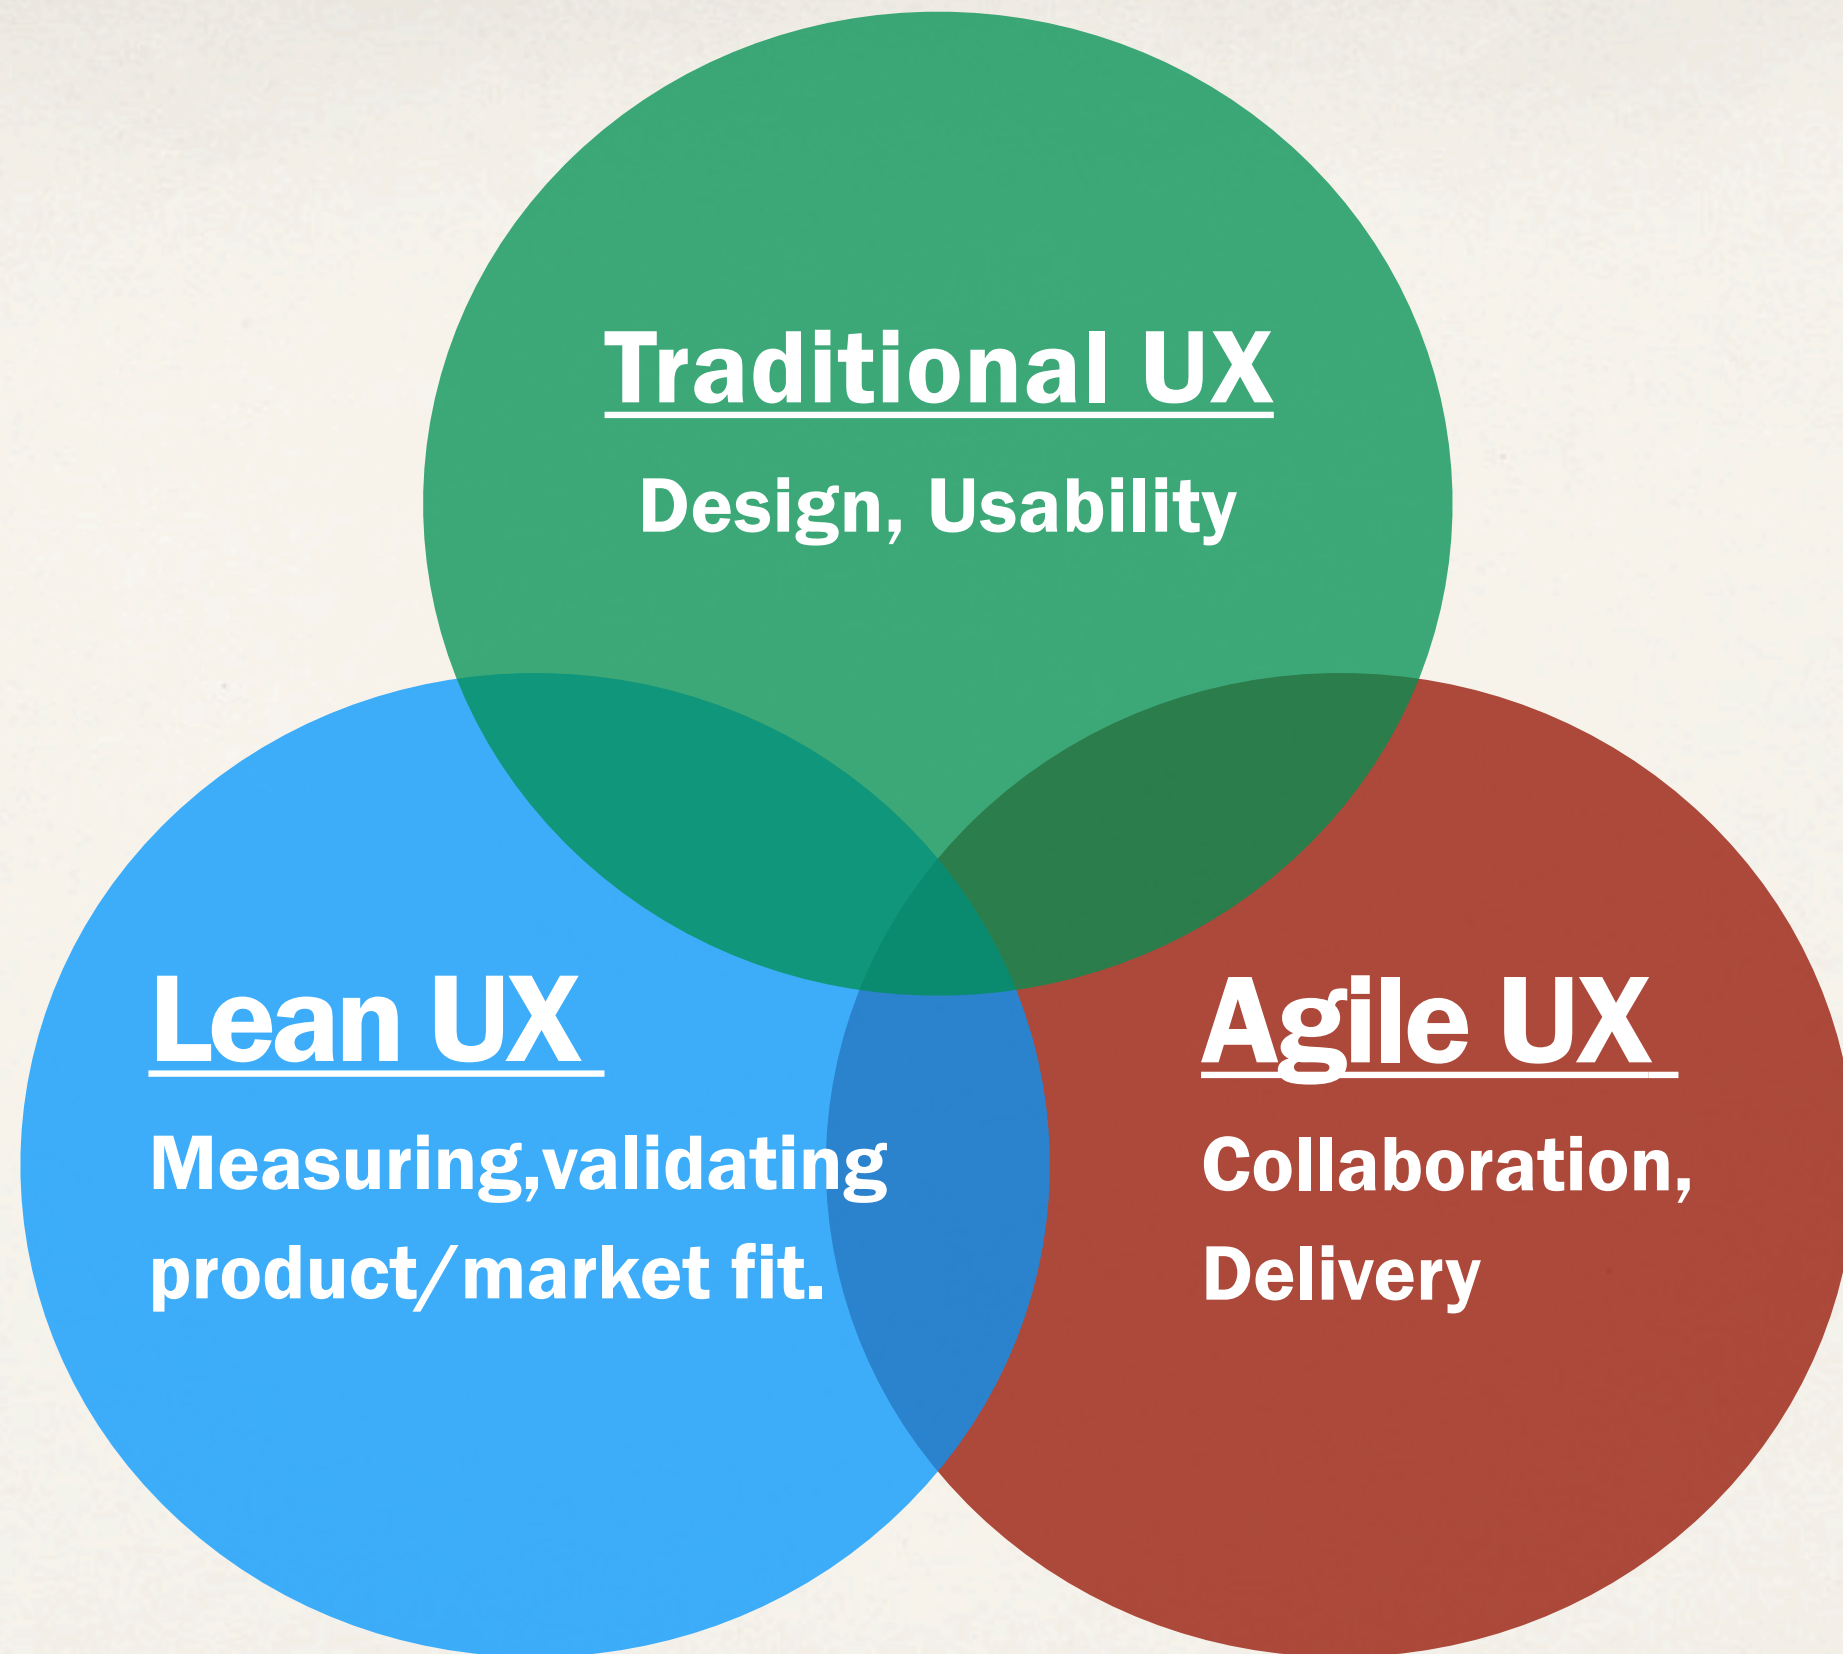 Traditional UX
Design, Usability
Lean UX
Measuring,validating
product/market fit.
Agile UX
Collaboration,
Delivery